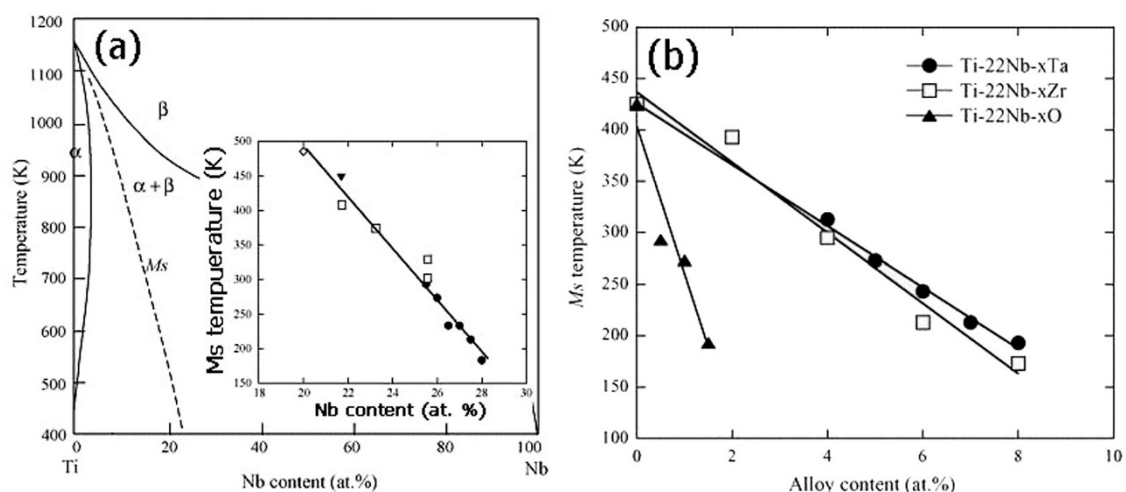 (a)
1200
1100
1000
900
800
700
600
500
400
Temperature (K)
α
β
α + β
Ms
Ti
20
40
60
80
100
Nb
Nb content (at.%)
500
450
400
350
300
250
200
150
Ms tempuerature (K)
18
20
22
24
26
28
30
Nb content (at. %)
(b)
500
450
400
350
300
250
200
150
100
Ms temperature (K)
Ti-22Nb-xTa
Ti-22Nb-xZr
Ti-22Nb-xO
0
2
4
6
8
10
Alloy content (at.%)